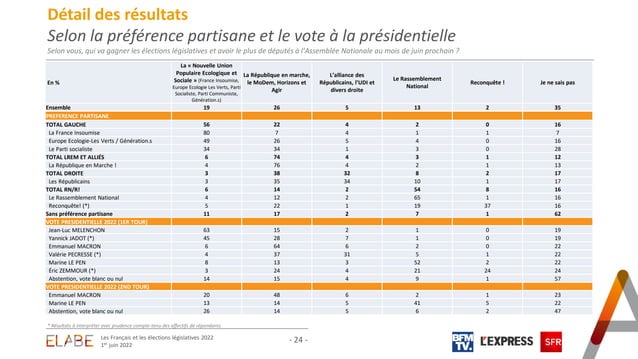 Détail des résultats
Selon la préférence partisane et le vote à la présidentielle
Selon vous, qui va gagner les élections législatives et avoir le plus de députés à l'Assemblée Nationale au mois de juin prochain ?
En % La « Nouvelle Union Populaire Ecologique et Sociale » (France Insoumise, Europe Ecologie Les Verts, Parti Socialiste, Parti Communiste, Génération.s) La République en marche, le MoDem, Horizons et Agir L'alliance des Républicains, l'UDI et divers droite Le Rassemblement National Reconquête ! Je ne sais pas
Ensemble 19 26 5 13 2 35
PREFERENCE PARTISANE
TOTAL GAUCHE 56 22 4 2 0 16
La France Insoumise 80 7 4 1 1 7
Europe Ecologie-Les Verts / Génération.s 49 26 5 4 0 16
Le Parti socialiste 34 34 1 3 0 28
TOTAL LREM ET ALLIÉS 6 74 4 3 1 12
La République en Marche ! 4 76 4 2 1 13
TOTAL DROITE 3 38 32 8 2 17
Les Républicains 3 35 34 10 1 17
TOTAL RN/R! 6 14 2 54 8 16
Le Rassemblement National 4 12 2 65 1 16
Reconquête! (*) 5 22 1 19 37 16
Sans préférence partisane 11 17 2 7 1 62
VOTE PRESIDENTIELLE 2022 (1ER TOUR)
Jean-Luc MELENCHON 63 15 2 1 0 19
Yannick JADOT (*) 45 28 7 1 0 19
Emmanuel MACRON 6 64 6 2 0 22
Valérie PECRESSE (*) 4 37 31 5 1 22
Marine LE PEN 8 13 3 52 2 22
Éric ZEMMOUR (*) 3 24 4 21 24 24
Abstention, vote blanc ou nul 14 15 4 9 1 57
VOTE PRESIDENTIELLE 2022 (2ND TOUR)
Emmanuel MACRON 20 48 6 2 1 23
Marine LE PEN 13 14 5 41 5 22
Abstention, vote blanc ou nul 26 14 5 6 2 47
* Résultats à interpréter avec prudence compte-tenu des effectifs de répondants
ELABE
Les Français et les élections législatives 2022
1er juin 2022
- 24 -
BFM TV.
L'EXPRESS
SFR